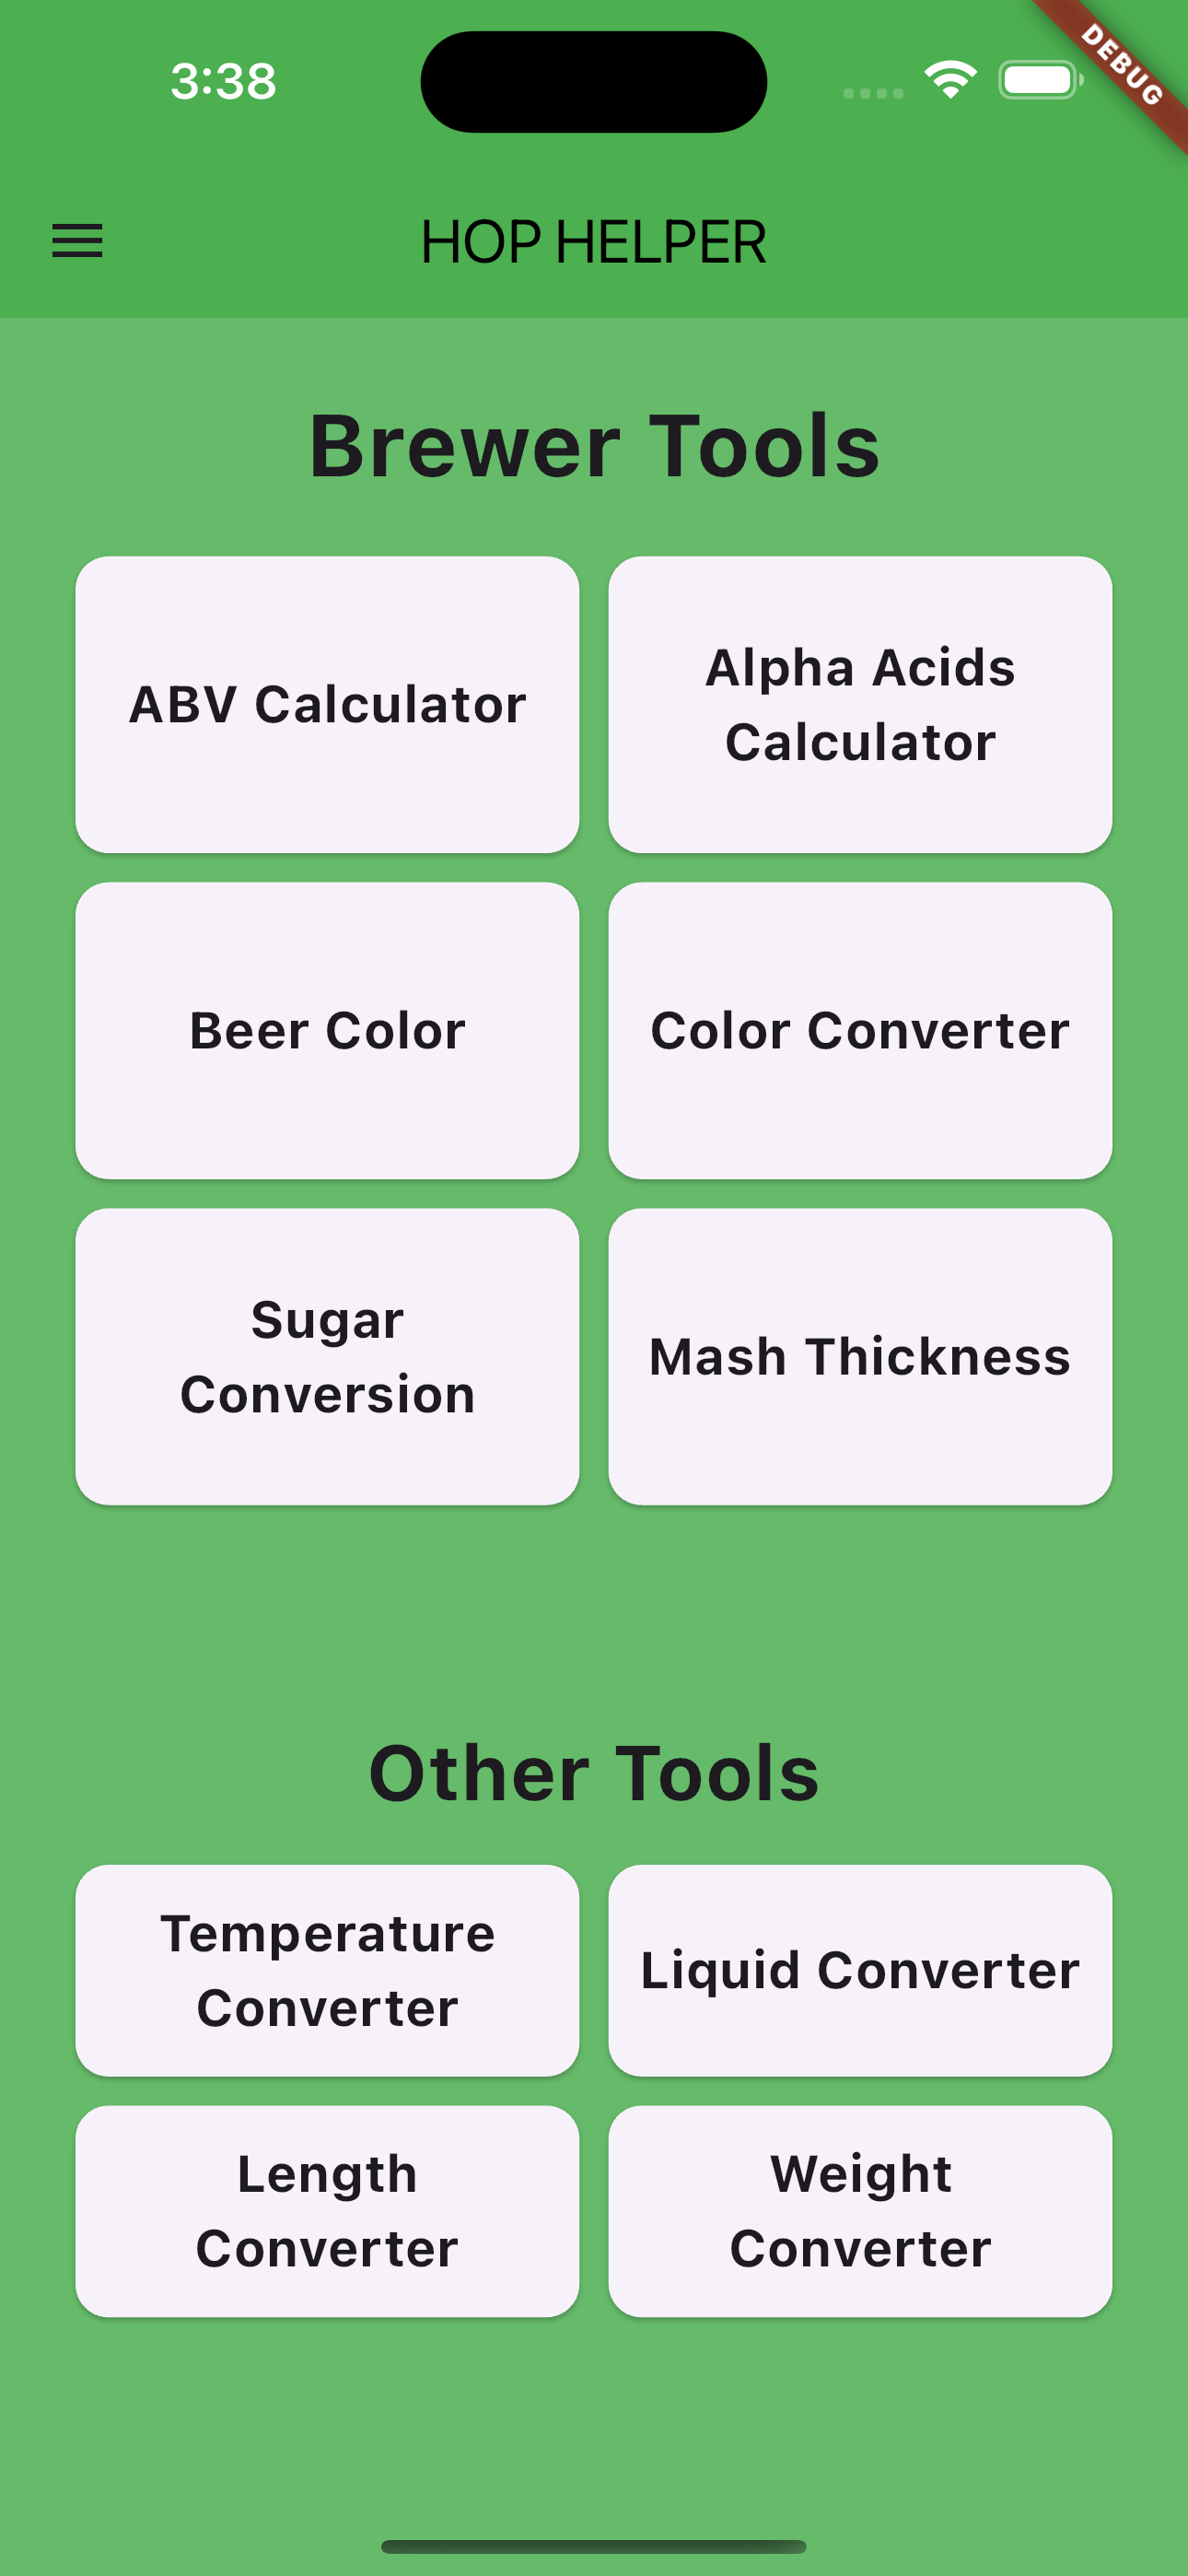 3:38
DEBUG
HOP HELPER
Brewer Tools
ABV Calculator
Alpha Acids
Calculator
Beer Color
Color Converter
Sugar
Conversion
Mash Thickness
Other Tools
Temperature
Converter
Liquid Converter
Length
Converter
Weight
Converter